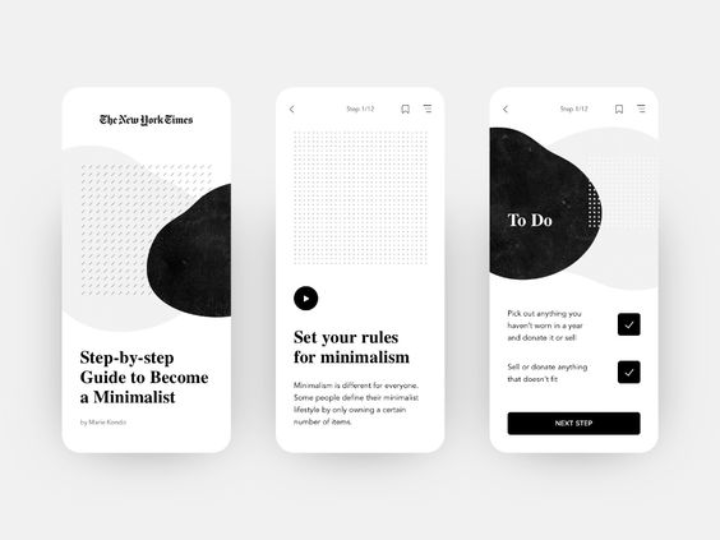 The New York Times
Step-by-step
Guide to Become
a Minimalist
by Marie Kondo
Step 1/12
Set your rules
for minimalism
Minimalism is different for everyone.
Some people define their minimalist
lifestyle by only owning a certain
number of items.
Step 1/12
To Do
Pick out anything you
haven't worn in a year
and donate it or sell
Sell or donate anything
that doesn't fit
NEXT STEP